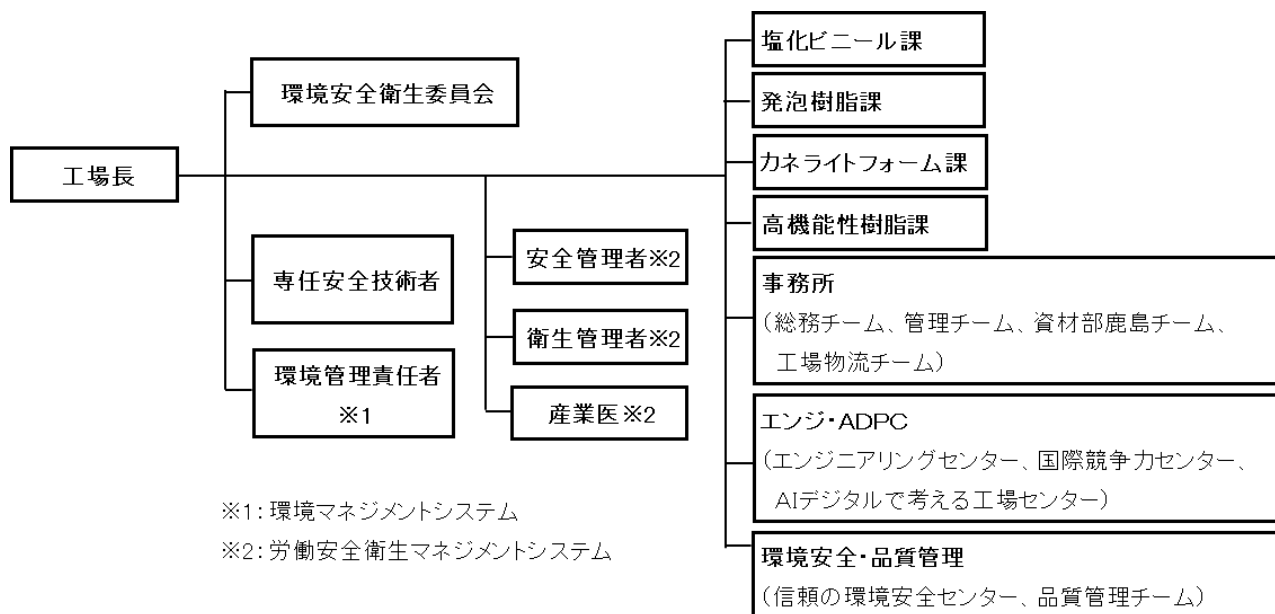 工場長
環境安全衛生委員会
専任安全技術者
環境管理責任者
※1
安全管理者※2
衛生管理者※2
産業医※2
塩化ビニール課
発泡樹脂課
カネライトフォーム課
高機能性樹脂課
事務所
(総務チーム、管理チーム、資材部鹿島チーム、
工場物流チーム)
エンジ・ADPC
(エンジニアリングセンター、国際競争力センター、
AIデジタルで考える工場センター)
環境安全・品質管理
(信頼の環境安全センター、品質管理チーム)
※1:環境マネジメントシステム
※2:労働安全衛生マネジメントシステム